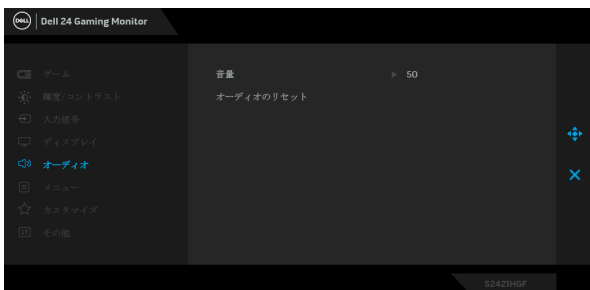 DELL Dell 24 Gaming Monitor
ゲーム
輝度/コントラスト
入力信号
ディスプレイ
オーディオ
メニュー
カスタマイズ
その他
音量 50
オーディオのリセット
S2421HGF